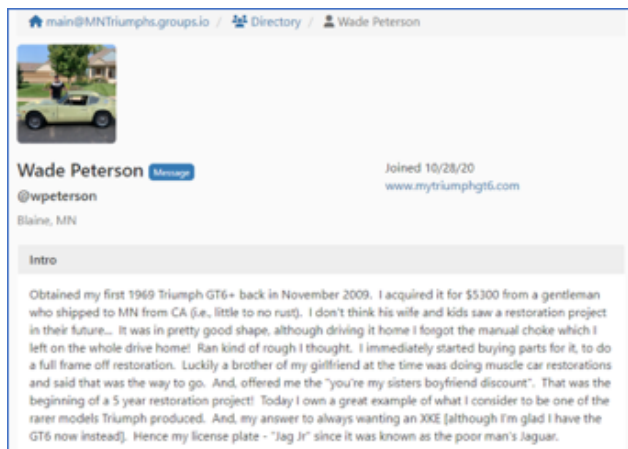 main@MNTriumphs.groups.io / Directory / Wade Peterson
Wade Peterson Message
@wpeterson
Blaine, MN
Joined 10/28/20
www.mytriumphgt6.com
Intro
Obtained my first 1969 Triumph GT6+ back in November 2009. I acquired it for $5300 from a gentleman
who shipped to MN from CA (i.e., little to no rust). I don't think his wife and kids saw a restoration project
in their future... It was in pretty good shape, although driving it home I forgot the manual choke which I
left on the whole drive home! Ran kind of rough I thought. I immediately started buying parts for it, to do
a full frame off restoration. Luckily a brother of my girlfriend at the time was doing muscle car restorations
and said that was the way to go. And, offered me the "you're my sisters boyfriend discount". That was the
beginning of a 5 year restoration project! Today I own a great example of what I consider to be one of the
rarer models Triumph produced. And, my answer to always wanting an XKE [although I'm glad I have the
GT6 now instead]. Hence my license plate - "Jag Jr" since it was known as the poor man's Jaguar.